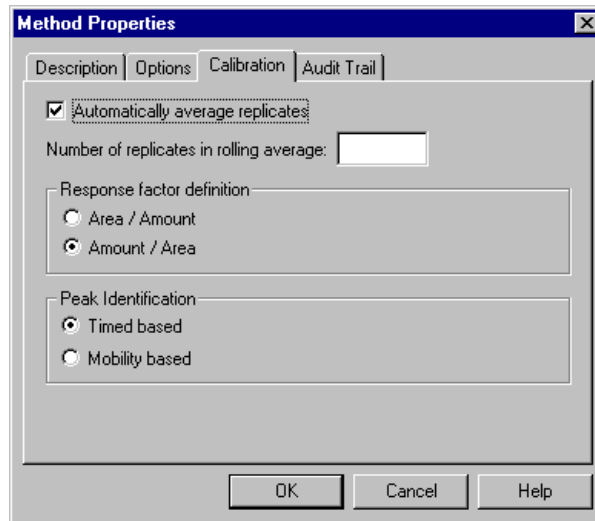 Method Properties
Description Options Calibration Audit Trail
Automatically average replicates
Number of replicates in rolling average:
Response factor definition
Area / Amount
Amount / Area
Peak Identification
Timed based
Mobility based
OK Cancel Help